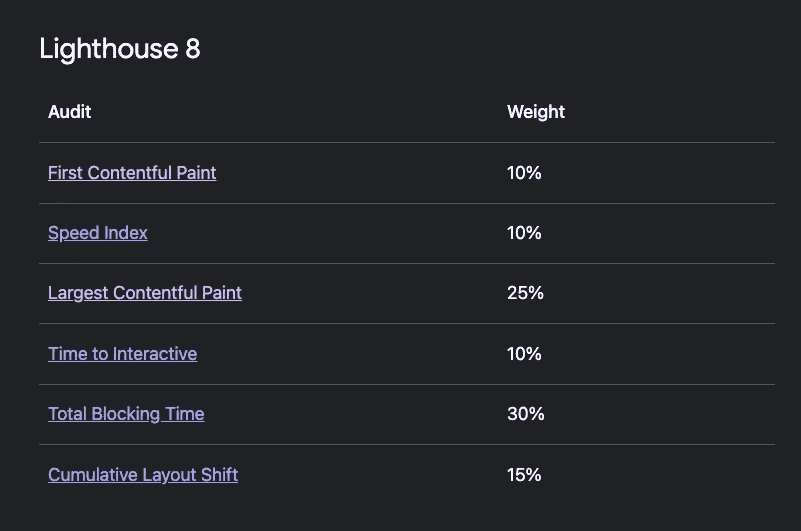 Lighthouse 8
Audit Weight
First Contentful Paint 10%
Speed Index 10%
Largest Contentful Paint 25%
Time to Interactive 10%
Total Blocking Time 30%
Cumulative Layout Shift 15%